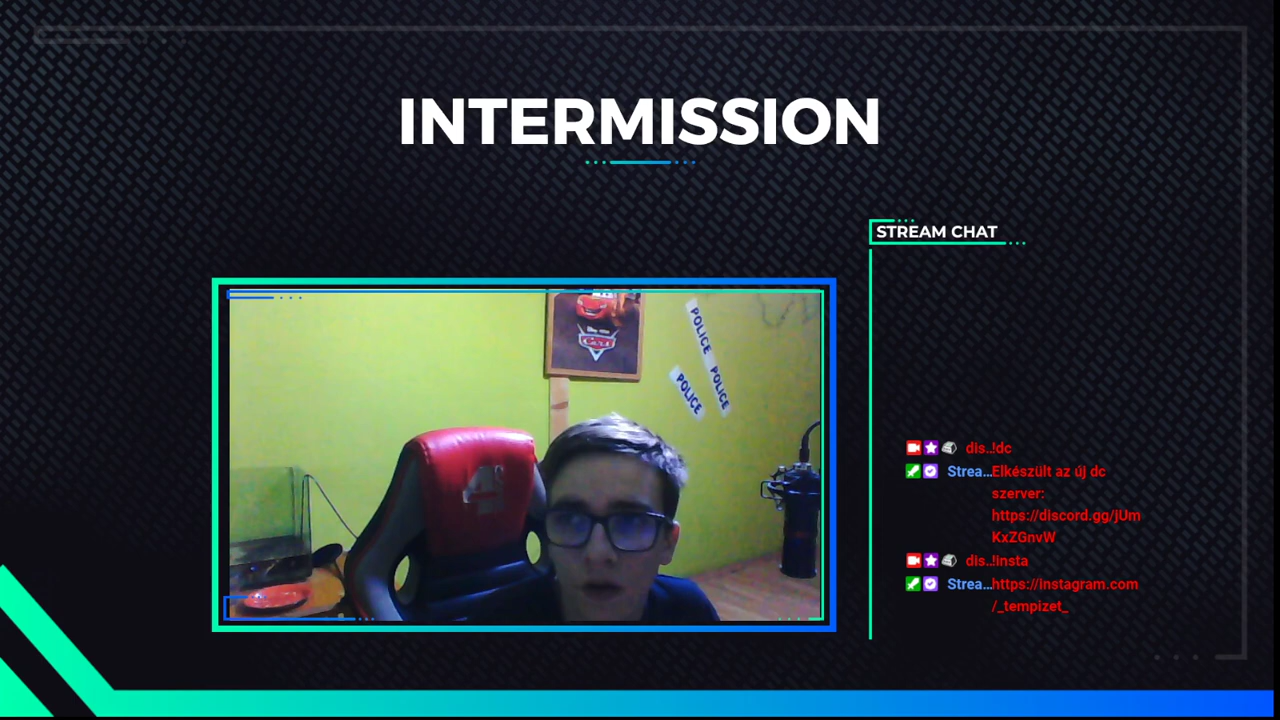 INTERMISSION
STREAM CHAT
Cars
POLICE
POLICE
POLICE
dis..!dc
Strea...Elkészült az új dc
szerver:
https://discord.gg/jUm
KxZGnvW
dis..!insta
Strea...https://instagram.com
/_tempizet_